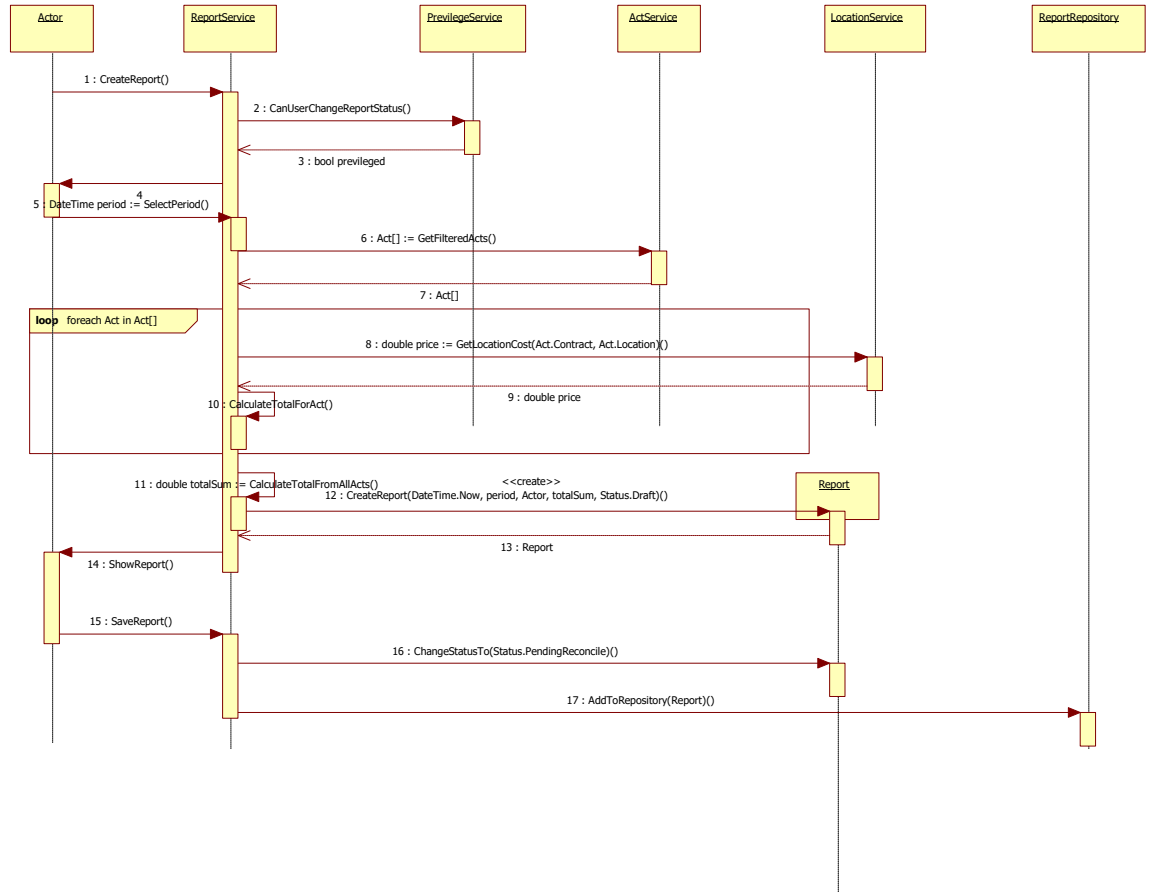 Actor
ReportService
PrevilegeService
ActService
LocationService
ReportRepository
1 : CreateReport()
2 : CanUserChangeReportStatus()
3 : bool previleged
4
5 : DateTime period := SelectPeriod()
6 : Act[] := GetFilteredActs()
7 : Act[]
loop foreach Act in Act[]
8 : double price := GetLocationCost(Act.Contract, Act.Location)()
9 : double price
10 : CalculateTotalForAct()
11 : double totalSum := CalculateTotalFromAllActs()
<<create>>
12 : CreateReport(DateTime.Now, period, Actor, totalSum, Status.Draft)()
Report
13 : Report
14 : ShowReport()
15 : SaveReport()
16 : ChangeStatusTo(Status.PendingReconcile)()
17 : AddToRepository(Report)()